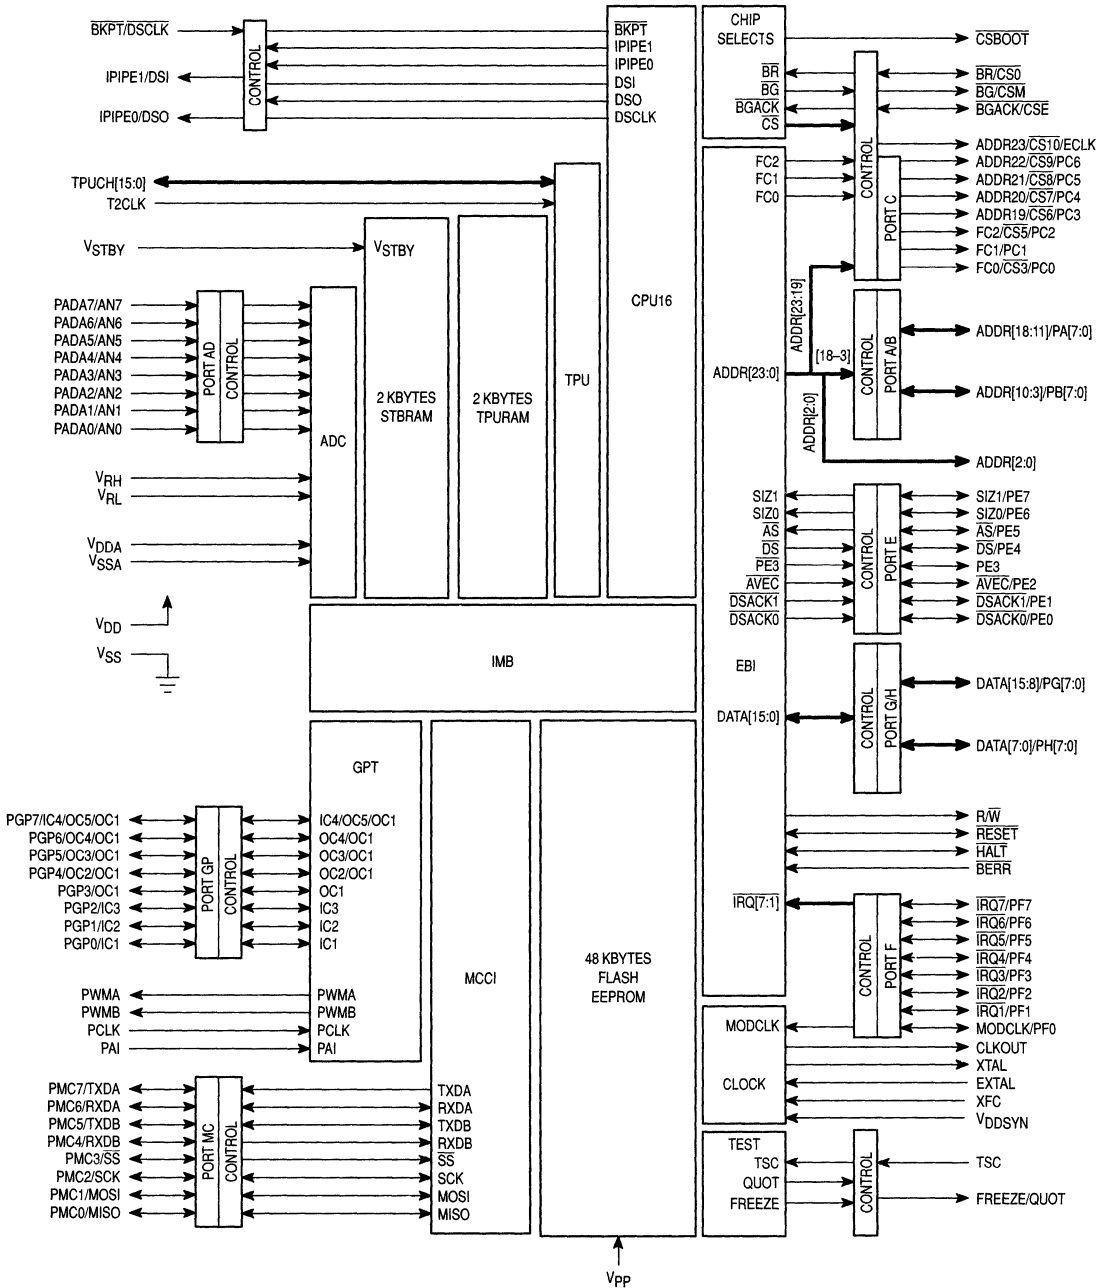 BKPT/DSCLK
IPIPE1/DSI
IPIPE0/DSO
CONTROL
BKPT
IPIPE1
IPIPE0
DSI
DSO
DSCLK
TPUCH[15:0]
T2CLK
VSTBY
VSTBY
PADA7/AN7
PADA6/AN6
PADA5/AN5
PADA4/AN4
PADA3/AN3
PADA2/AN2
PADA1/AN1
PADA0/AN0
PORT AD
CONTROL
VRH
VRL
VDDA
VSSA
VDD
VSS
ADC
2 KBYTES
STBRAM
2 KBYTES
TPURAM
TPU
CPU16
IMB
CHIP
SELECTS
BR
BG
BGACK
CS
FC2
FC1
FC0
CONTROL
PORT C
CSBOOT
BR/CS0
BG/CSM
BGACK/CSE
ADDR23/CS10/ECLK
ADDR22/CS9/PC6
ADDR21/CS8/PC5
ADDR20/CS7/PC4
ADDR19/CS6/PC3
FC2/CS5/PC2
FC1/PC1
FC0/CS3/PC0
ADDR[23:0]
ADDR[23:19]
[18–3]
ADDR[2:0]
CONTROL
PORT A/B
ADDR[18:11]/PA[7:0]
ADDR[10:3]/PB[7:0]
ADDR[2:0]
SIZ1
SIZ0
AS
DS
PE3
AVEC
DSACK1
DSACK0
CONTROL
PORT E
SIZ1/PE7
SIZ0/PE6
AS/PE5
DS/PE4
PE3
AVEC/PE2
DSACK1/PE1
DSACK0/PE0
EBI
DATA[15:0]
CONTROL
PORT G/H
DATA[15:8]/PG[7:0]
DATA[7:0]/PH[7:0]
R/W
RESET
HALT
BERR
IRQ[7:1]
CONTROL
PORT F
IRQ7/PF7
IRQ6/PF6
IRQ5/PF5
IRQ4/PF4
IRQ3/PF3
IRQ2/PF2
IRQ1/PF1
MODCLK/PF0
MODCLK
CLOCK
CLKOUT
XTAL
EXTAL
XFC
VDDSYN
TEST
TSC
QUOT
FREEZE
CONTROL
TSC
FREEZE/QUOT
GPT
PGP7/IC4/OC5/OC1
PGP6/OC4/OC1
PGP5/OC3/OC1
PGP4/OC2/OC1
PGP3/OC1
PGP2/IC3
PGP1/IC2
PGP0/IC1
PORT GP
CONTROL
IC4/OC5/OC1
OC4/OC1
OC3/OC1
OC2/OC1
OC1
IC3
IC2
IC1
PWMA
PWMB
PCLK
PAI
PWMA
PWMB
PCLK
PAI
MCCI
48 KBYTES
FLASH
EEPROM
PMC7/TXDA
PMC6/RXDA
PMC5/TXDB
PMC4/RXDB
PMC3/SS
PMC2/SCK
PMC1/MOSI
PMC0/MISO
PORT MC
CONTROL
TXDA
RXDA
TXDB
RXDB
SS
SCK
MOSI
MISO
VPP